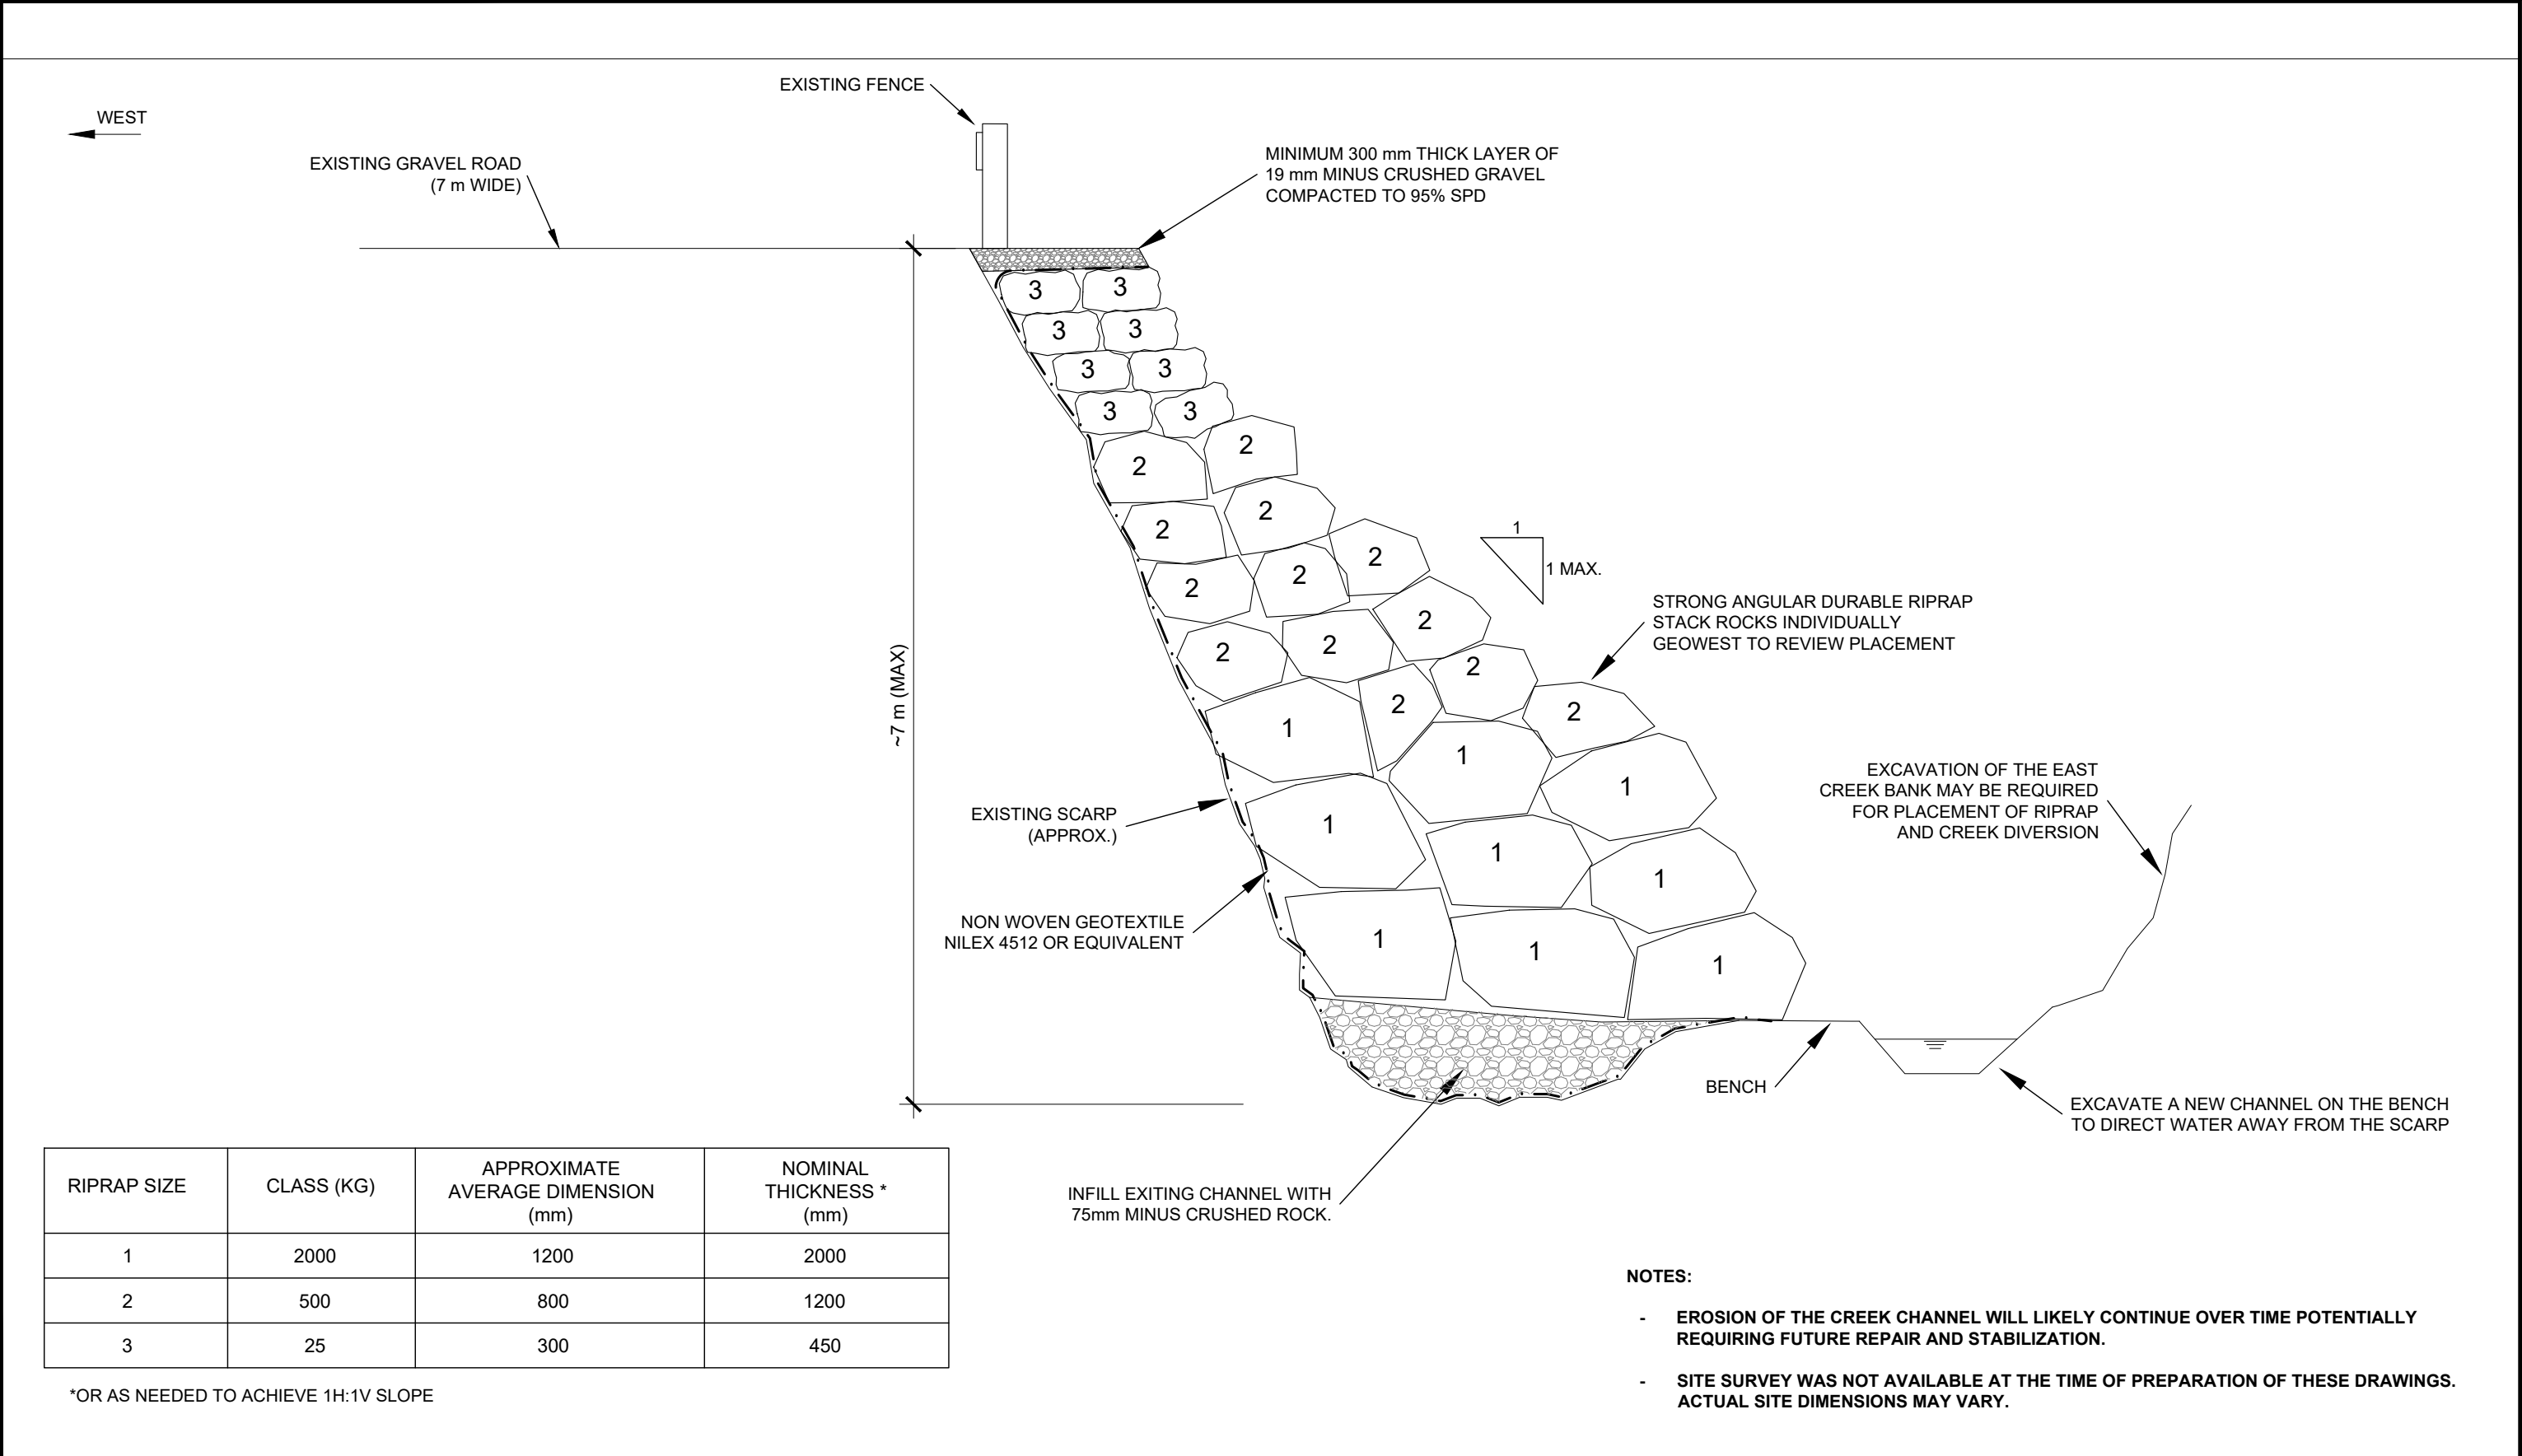 EXISTING FENCE
WEST
EXISTING GRAVEL ROAD
(7 m WIDE)
MINIMUM 300 mm THICK LAYER OF
19 mm MINUS CRUSHED GRAVEL
COMPACTED TO 95% SPD
3
3
3
3
3
3
3
3
2
2
2
2
2
2
2
2
2
2
2
2
2
1
1
1
1
1
1
1
1
1
1
1 MAX.
STRONG ANGULAR DURABLE RIPRAP
STACK ROCKS INDIVIDUALLY
GEOWEST TO REVIEW PLACEMENT
~7 m (MAX)
EXISTING SCARP
(APPROX.)
NON WOVEN GEOTEXTILE
NILEX 4512 OR EQUIVALENT
EXCAVATION OF THE EAST
CREEK BANK MAY BE REQUIRED
FOR PLACEMENT OF RIPRAP
AND CREEK DIVERSION
BENCH
EXCAVATE A NEW CHANNEL ON THE BENCH
TO DIRECT WATER AWAY FROM THE SCARP
INFILL EXITING CHANNEL WITH
75mm MINUS CRUSHED ROCK.
RIPRAP SIZE
CLASS (KG)
APPROXIMATE
AVERAGE DIMENSION
(mm)
NOMINAL
THICKNESS *
(mm)
1 2000 1200 2000
2 500 800 1200
3 25 300 450
*OR AS NEEDED TO ACHIEVE 1H:1V SLOPE
NOTES:
- EROSION OF THE CREEK CHANNEL WILL LIKELY CONTINUE OVER TIME POTENTIALLY
REQUIRING FUTURE REPAIR AND STABILIZATION.
- SITE SURVEY WAS NOT AVAILABLE AT THE TIME OF PREPARATION OF THESE DRAWINGS.
ACTUAL SITE DIMENSIONS MAY VARY.